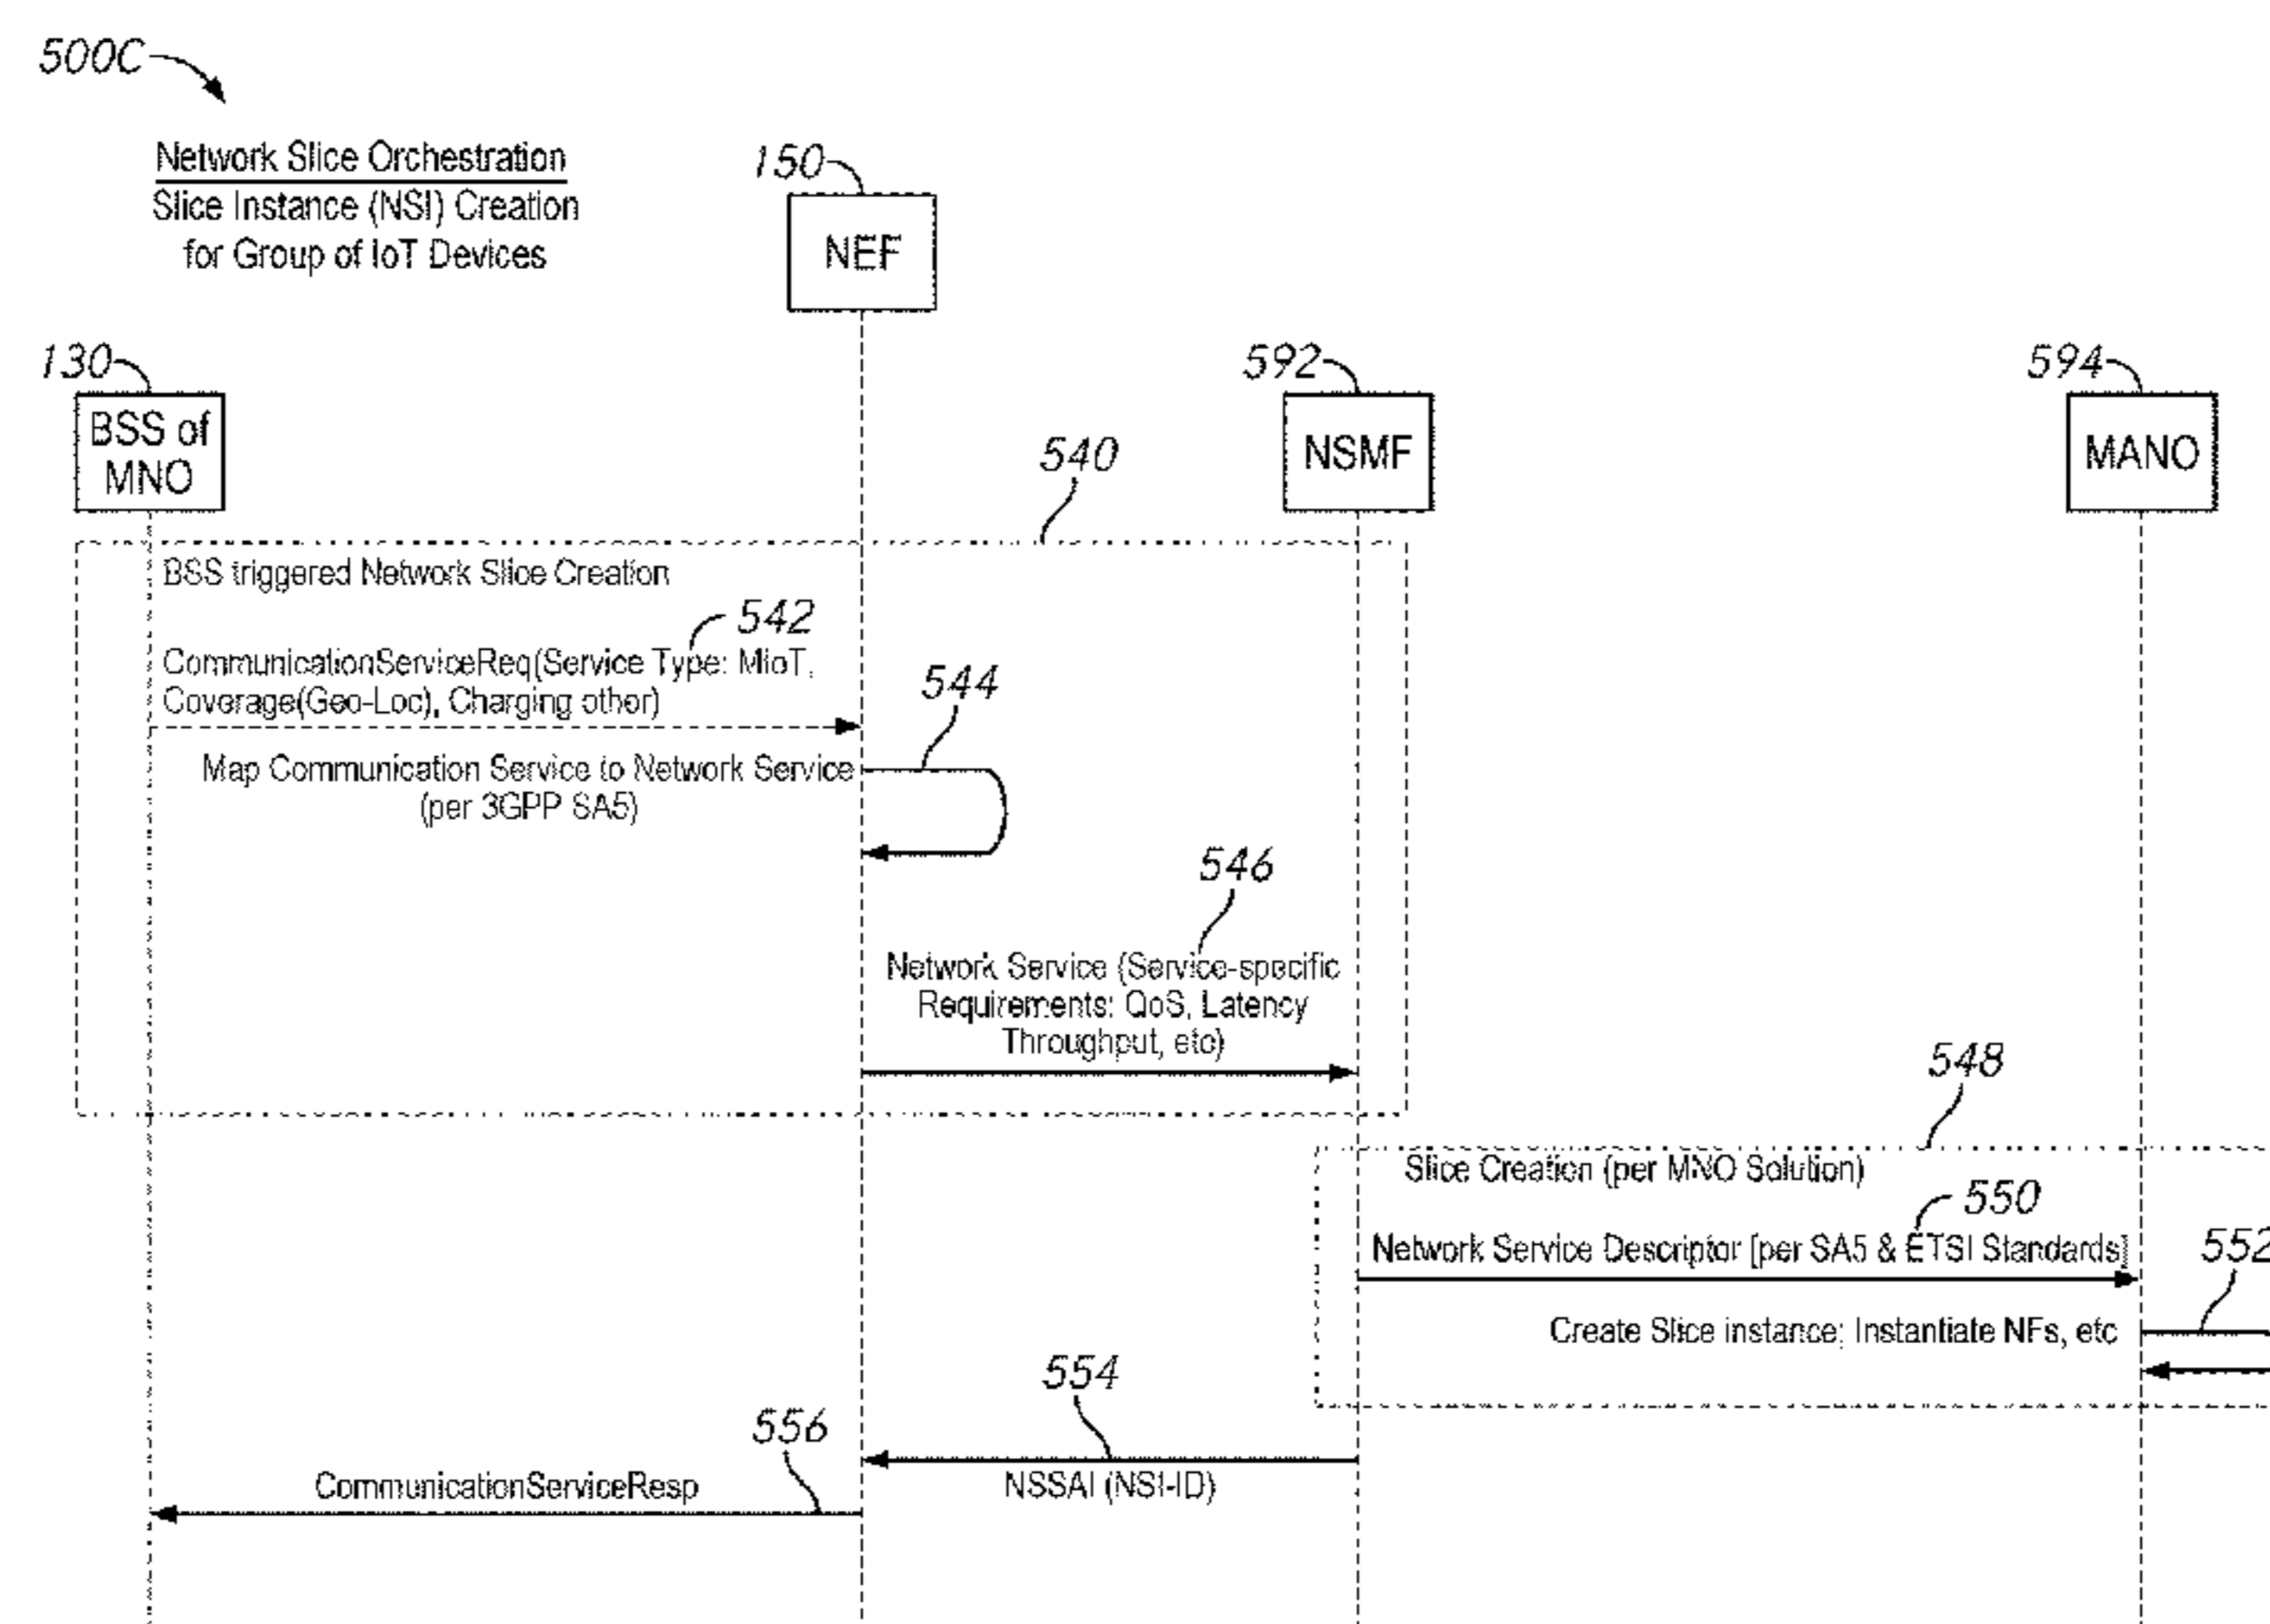 500C
Network Slice Orchestration
Slice Instance (NSI) Creation
for Group of IoT Devices
150
NEF
130
BSS of
MNO
592
NSMF
594
MANO
540
BSS triggered Network Slice Creation
542
CommunicationServiceReq(Service Type: MIoT,
Coverage(Geo-Loc), Charging other)
544
Map Communication Service to Network Service
(per 3GPP SA5)
546
Network Service (Service-specific
Requirements: QoS, Latency
Throughput, etc)
548
Slice Creation (per MNO Solution)
550
Network Service Descriptor [per SA5 & ETSI Standards]
552
Create Slice instance; Instantiate NFs, etc
554
NSSAI (NSI-ID)
556
CommunicationServiceResp